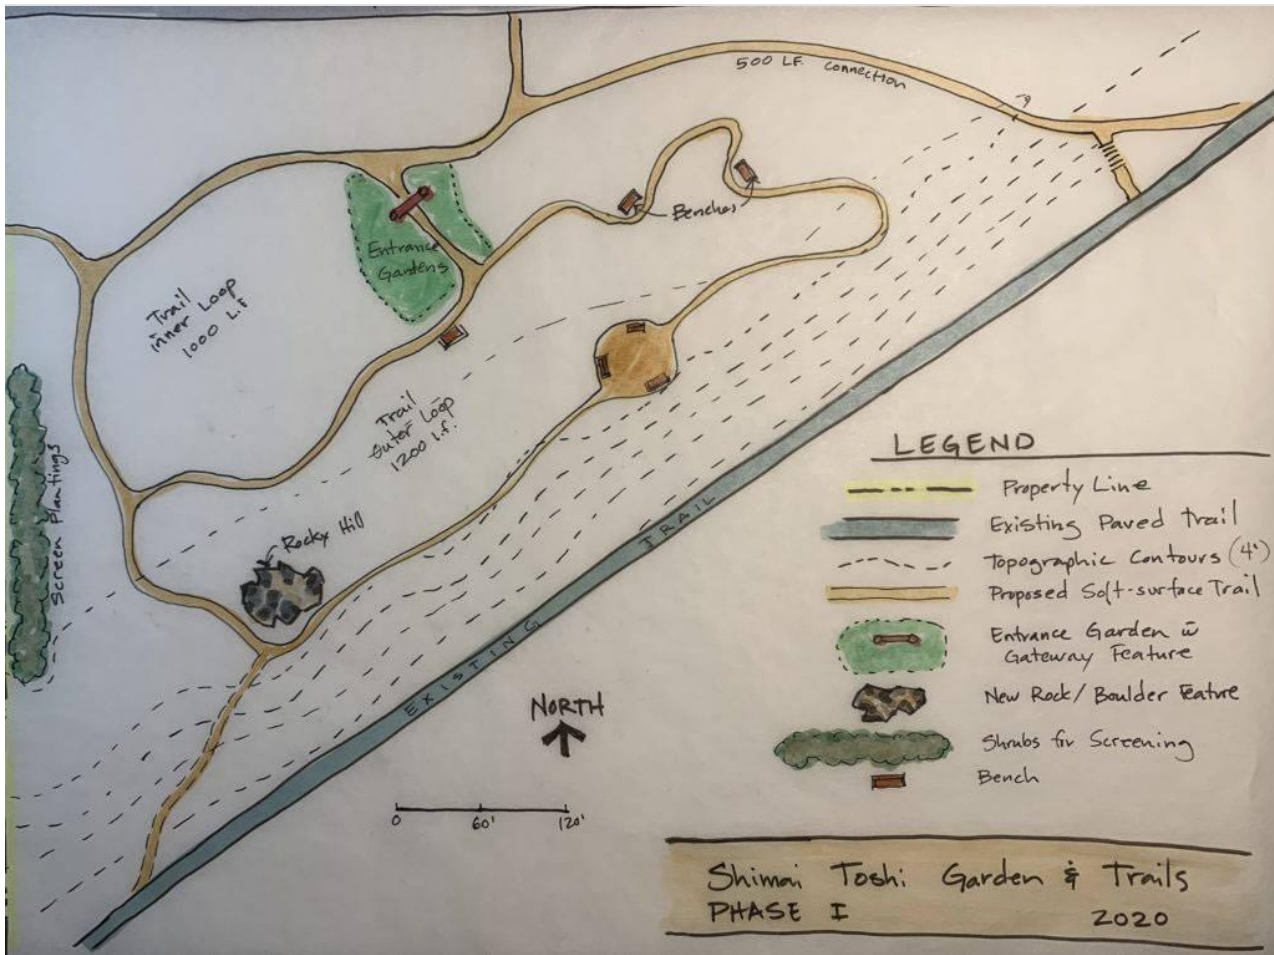 500 L.F. Connection
Benches
Entrance
Gardens
Trail
inner Loop
1000 L.F.
Trail
Outer Loop
1200 l.f.
Screen Plantings
Rocky Hill
EXISTING TRAIL
NORTH
0 60' 120'
LEGEND
Property Line
Existing Paved Trail
Topographic Contours (4')
Proposed Soft-surface Trail
Entrance Garden w
Gateway Feature
New Rock/Boulder Feature
Shrubs for Screening
Bench
Shimai Toshi Garden & Trails
PHASE I 2020